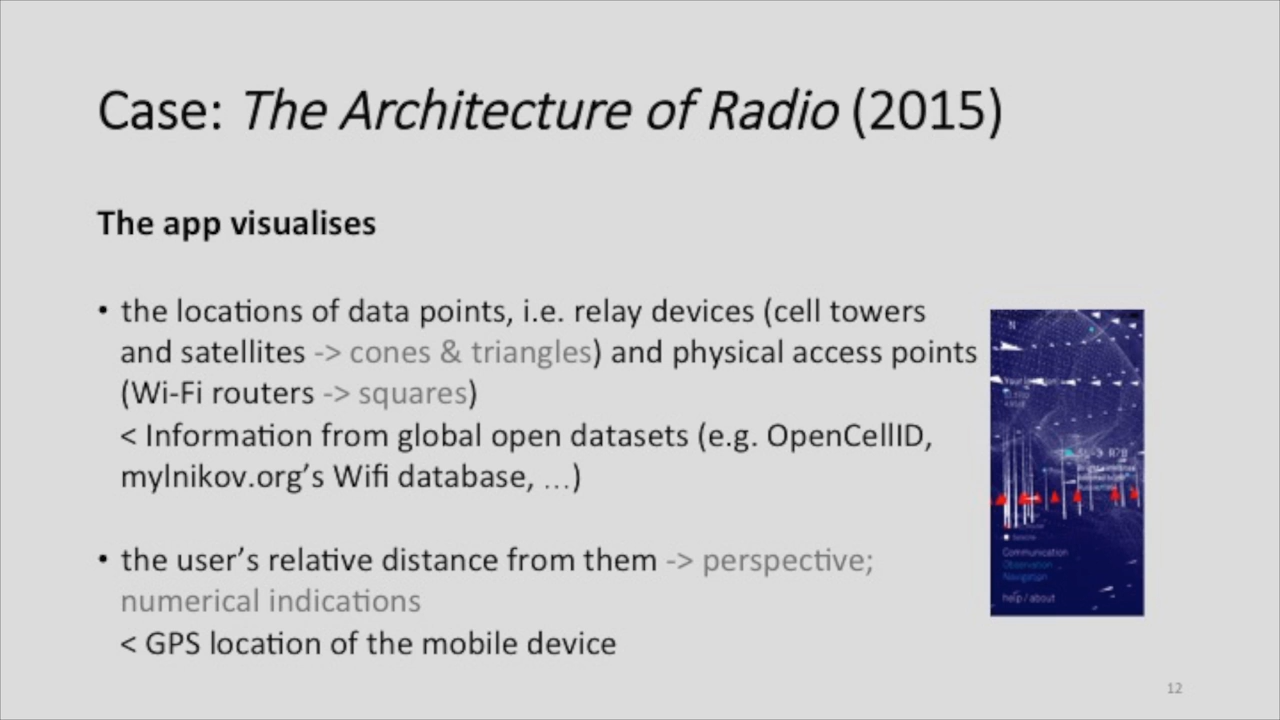 Case: The Architecture of Radio (2015)
The app visualises
• the locations of data points, i.e. relay devices (cell towers
and satellites -> cones & triangles) and physical access points
(Wi-Fi routers -> squares)
< Information from global open datasets (e.g. OpenCellID,
mylnikov.org’s Wifi database, …)
• the user’s relative distance from them -> perspective;
numerical indications
< GPS location of the mobile device
N
Communication
Observation
Navigation
help / about
12